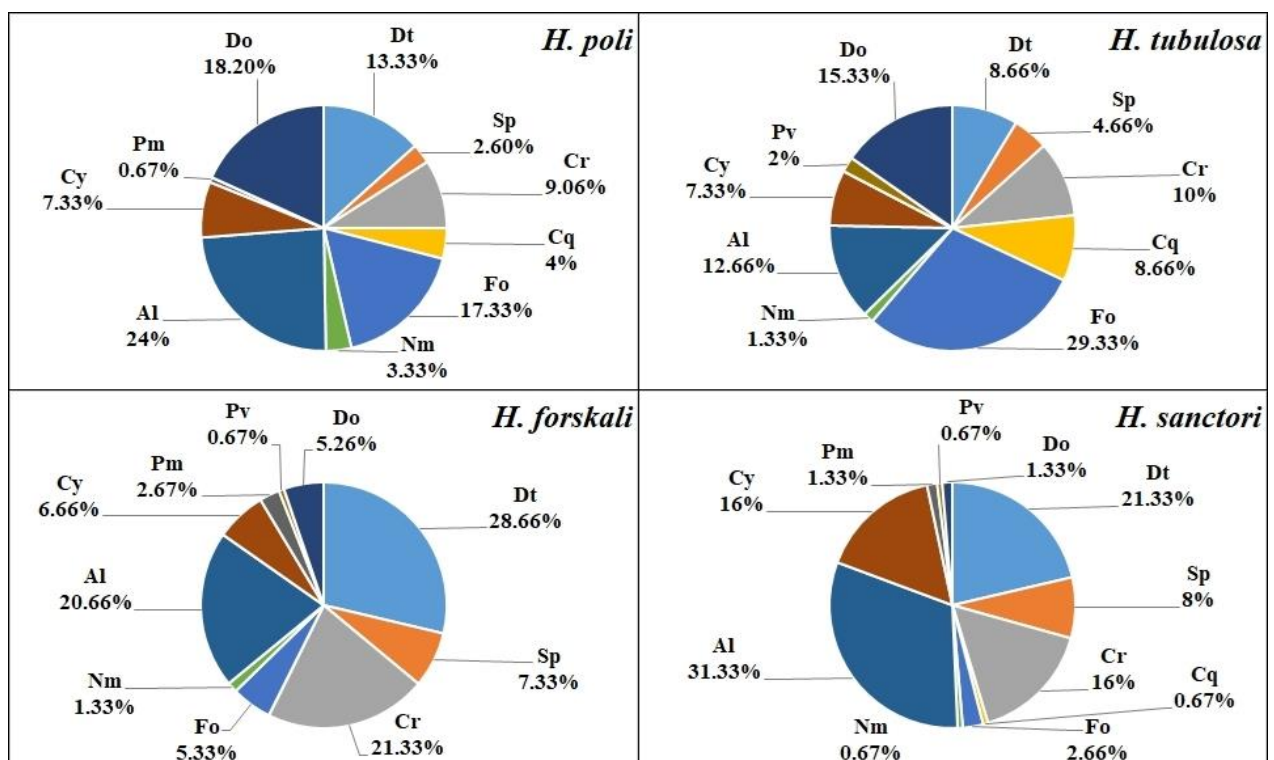 H. poli
Do
18.20%
Dt
13.33%
Sp
2.60%
Cr
9.06%
Cq
4%
Fo
17.33%
Nm
3.33%
Al
24%
Cy
7.33%
Pm
0.67%
H. tubulosa
Do
15.33%
Dt
8.66%
Sp
4.66%
Cr
10%
Cq
8.66%
Fo
29.33%
Nm
1.33%
Al
12.66%
Cy
7.33%
Pv
2%
H. forskali
Pv
0.67%
Do
5.26%
Dt
28.66%
Sp
7.33%
Cr
21.33%
Fo
5.33%
Nm
1.33%
Al
20.66%
Cy
6.66%
Pm
2.67%
H. sanctori
Pv
0.67%
Do
1.33%
Dt
21.33%
Sp
8%
Cr
16%
Cq
0.67%
Fo
2.66%
Nm
0.67%
Al
31.33%
Cy
16%
Pm
1.33%